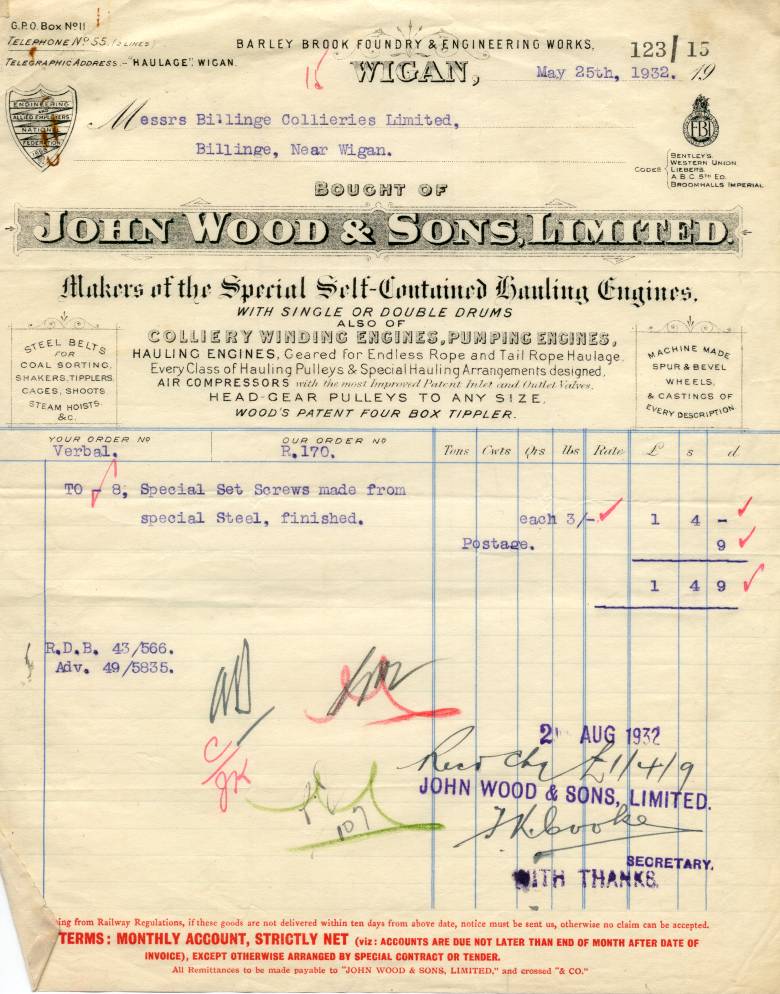 G.P.O. Box Nº 11
TELEPHONE Nº 55. (2 LINES)
TELEGRAPHIC ADDRESS:- "HAULAGE", WIGAN.
BARLEY BROOK FOUNDRY & ENGINEERING WORKS,
WIGAN,
123/15
May 25th, 1932. 19
ENGINEERING
AND
ALLIED EMPLOYERS
NATIONAL
FEDERATION
Messrs Billinge Collieries Limited,
Billinge, Near Wigan.
FBI
CODES
BENTLEY'S
WESTERN UNION
LIEBERS
A.B.C. 5TH ED.
BROOMHALLS IMPERIAL
BOUGHT OF
JOHN WOOD & SONS, LIMITED.
Makers of the Special Self-Contained Hauling Engines,
WITH SINGLE OR DOUBLE DRUMS
ALSO OF
COLLIERY WINDING ENGINES, PUMPING ENGINES,
HAULING ENGINES, Geared for Endless Rope and Tail Rope Haulage.
Every Class of Hauling Pulleys & Special Hauling Arrangements designed,
AIR COMPRESSORS with the most Improved Patent Inlet and Outlet Valves,
HEAD-GEAR PULLEYS TO ANY SIZE,
WOOD'S PATENT FOUR BOX TIPPLER.
STEEL BELTS
FOR
COAL SORTING,
SHAKERS, TIPPLERS,
CAGES, SHOOTS,
STEAM HOISTS.
&C.
MACHINE MADE
SPUR & BEVEL
WHEELS,
& CASTINGS OF
EVERY DESCRIPTION
YOUR ORDER Nº
Verbal.
OUR ORDER Nº
R.170.
Tons Cwts Qrs lbs Rate £ s d.
TO - 8, Special Set Screws made from
special Steel, finished. each 3/- 1 4 -
Postage. 9
1 4 9
R.D.B. 43/566.
Adv. 49/5835.
C/JK
107
AUG 1932
Recd Chq £1/4/9
JOHN WOOD & SONS, LIMITED.
SECRETARY.
WITH THANKS.
ing from Railway Regulations, if these goods are not delivered within ten days from above date, notice must be sent us, otherwise no claim can be accepted.
TERMS: MONTHLY ACCOUNT, STRICTLY NET (viz: ACCOUNTS ARE DUE NOT LATER THAN END OF MONTH AFTER DATE OF
INVOICE), EXCEPT OTHERWISE ARRANGED BY SPECIAL CONTRACT OR TENDER.
All Remittances to be made payable to "JOHN WOOD & SONS, LIMITED," and crossed "& CO."